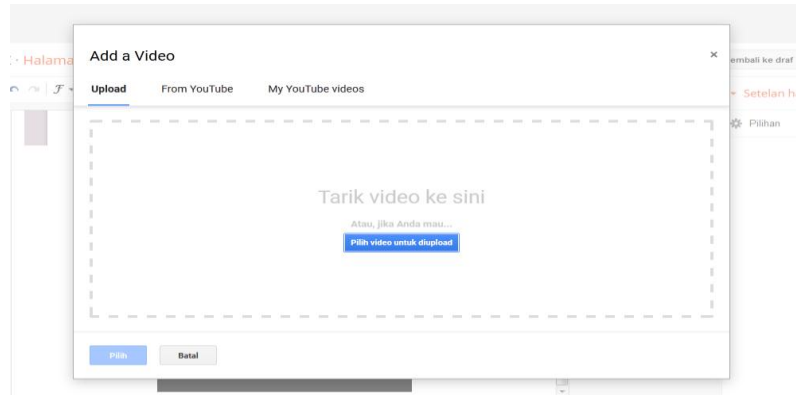 Add a Video ×
· Halama
embali ke draf
Upload From YouTube My YouTube videos
Setelan h
Pilihan
Tarik video ke sini
Atau, jika Anda mau...
Pilih video untuk diupload
Pilih Batal